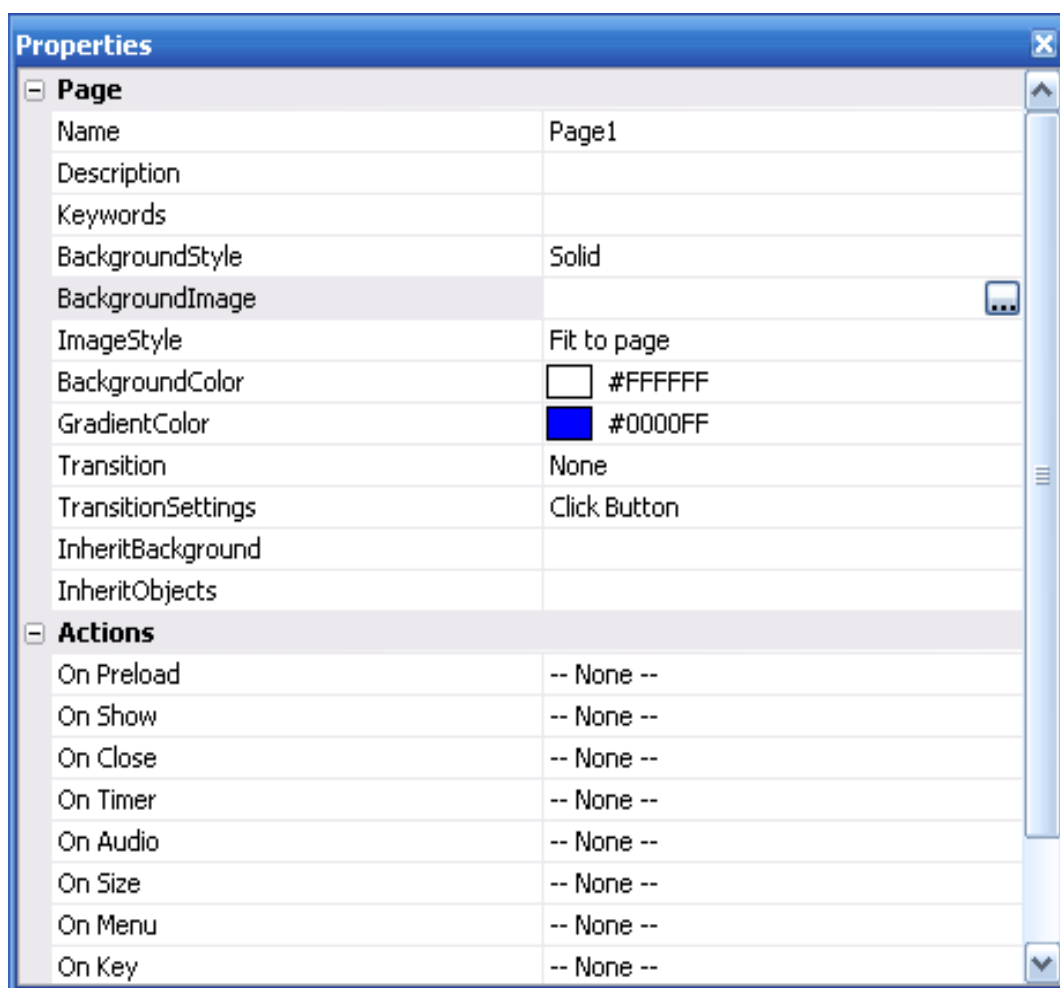 Properties
Page
Name Page1
Description
Keywords
BackgroundStyle Solid
BackgroundImage ...
ImageStyle Fit to page
BackgroundColor #FFFFFF
GradientColor #0000FF
Transition None
TransitionSettings Click Button
InheritBackground
InheritObjects
Actions
On Preload -- None --
On Show -- None --
On Close -- None --
On Timer -- None --
On Audio -- None --
On Size -- None --
On Menu -- None --
On Key -- None --